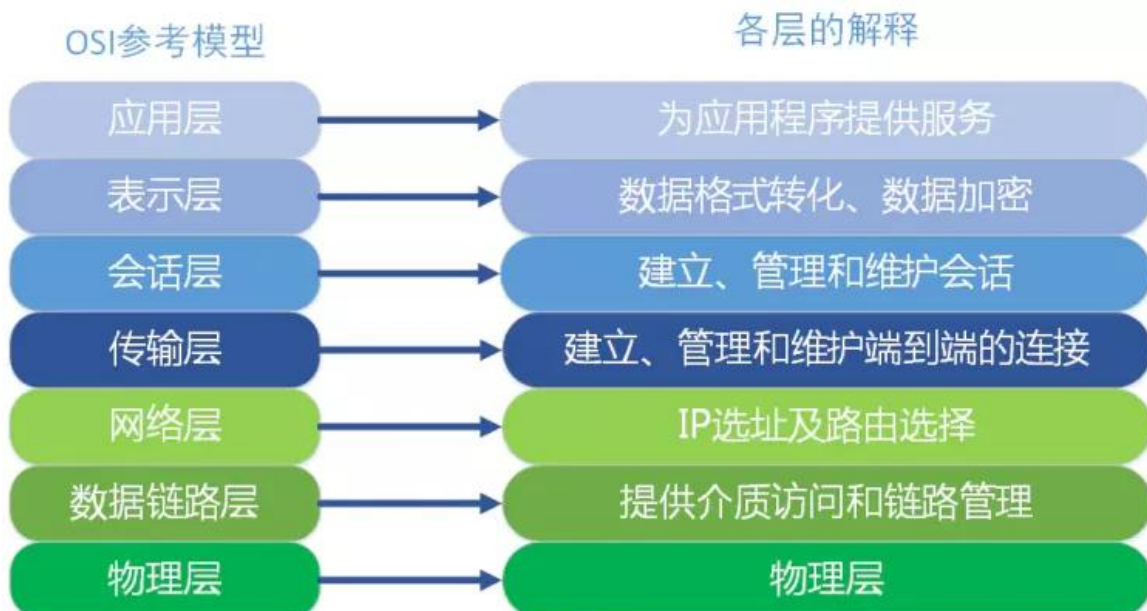 OSI参考模型 各层的解释
应用层 为应用程序提供服务
表示层 数据格式转化、数据加密
会话层 建立、管理和维护会话
传输层 建立、管理和维护端到端的连接
网络层 IP选址及路由选择
数据链路层 提供介质访问和链路管理
物理层 物理层